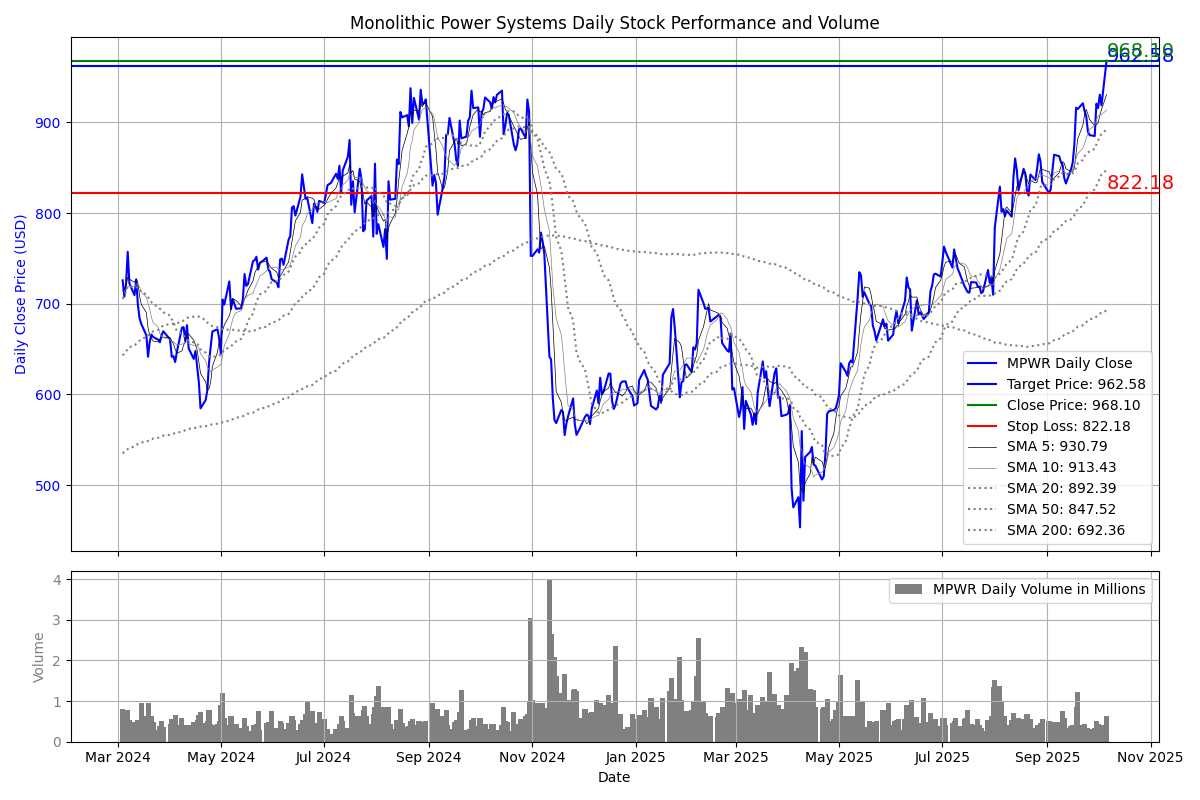 Monolithic Power Systems Daily Stock Performance and Volume
968.10
962.58
900
822.18
800
700
600
500
Daily Close Price (USD)
MPWR Daily Close
Target Price: 962.58
Close Price: 968.10
Stop Loss: 822.18
SMA 5: 930.79
SMA 10: 913.43
SMA 20: 892.39
SMA 50: 847.52
SMA 200: 692.36
4
3
2
1
0
Volume
MPWR Daily Volume in Millions
Mar 2024 May 2024 Jul 2024 Sep 2024 Nov 2024 Jan 2025 Mar 2025 May 2025 Jul 2025 Sep 2025 Nov 2025
Date